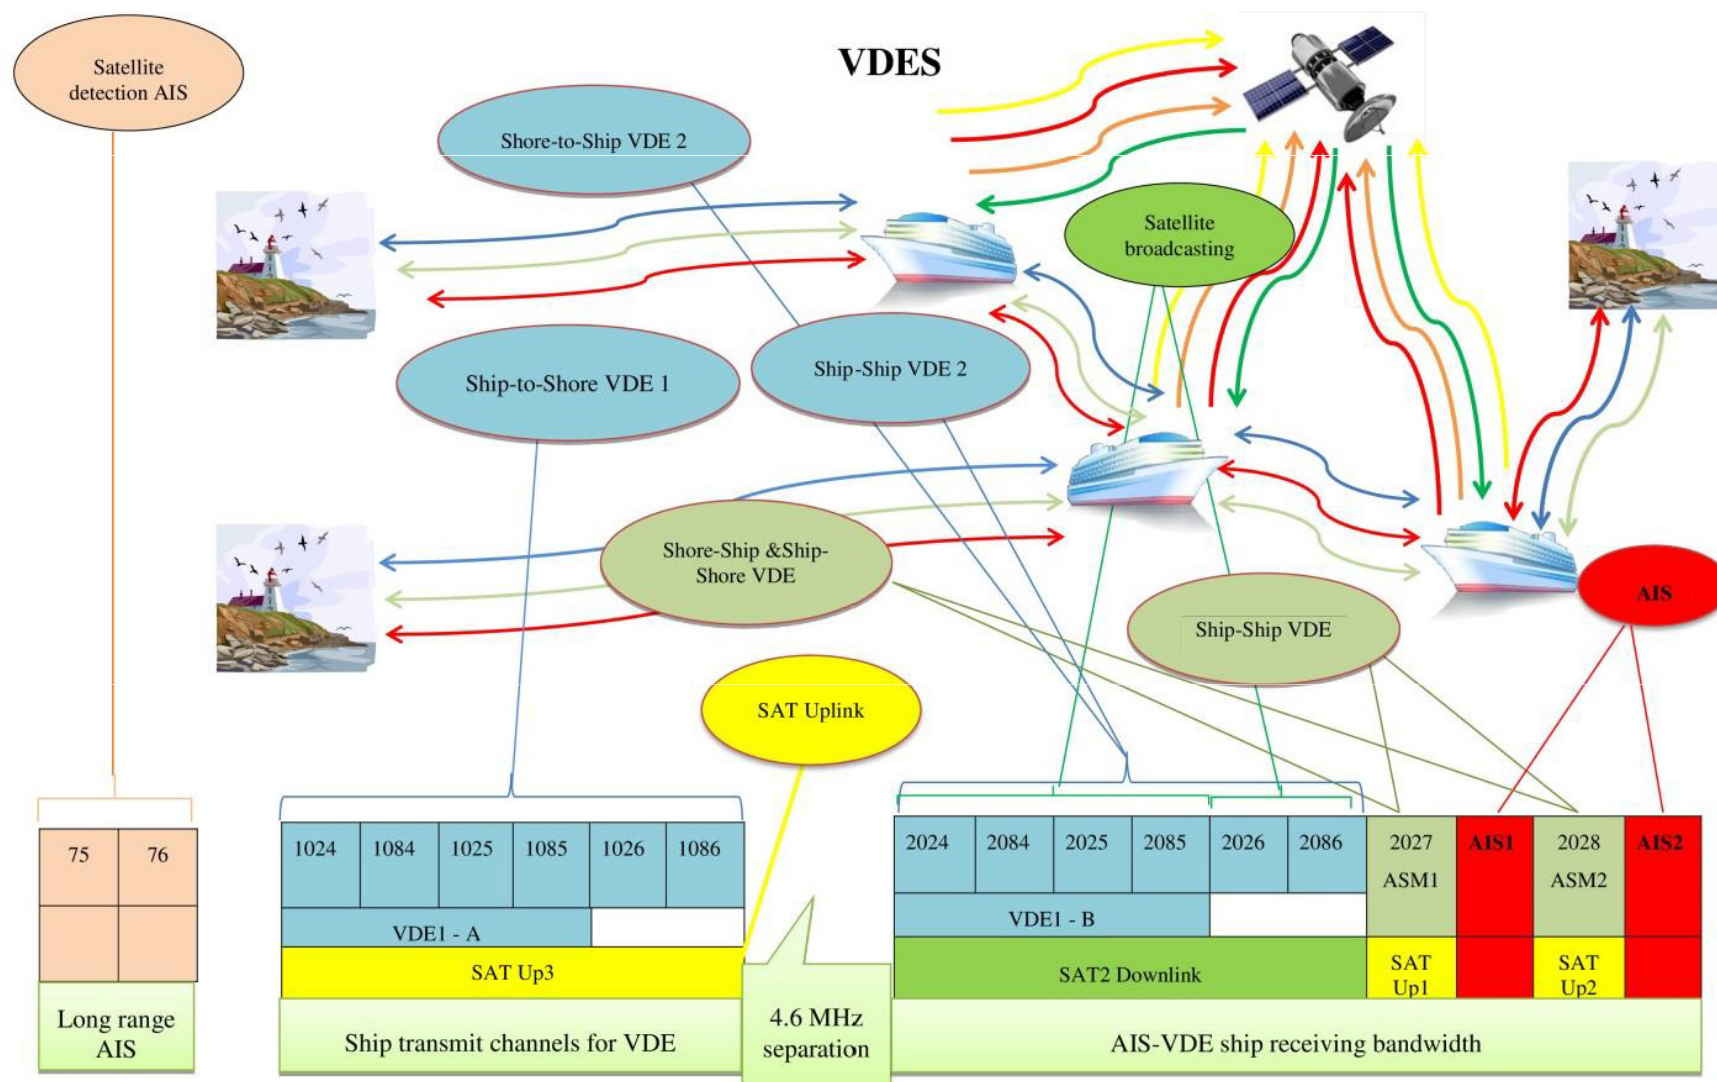 VDES
Satellite
detection AIS
Shore-to-Ship VDE 2
Satellite
broadcasting
Ship-to-Shore VDE 1
Ship-Ship VDE 2
Shore-Ship &Ship-
Shore VDE
AIS
Ship-Ship VDE
SAT Uplink
75 76
1024 1084 1025 1085 1026 1086
2024 2084 2025 2085 2026 2086 2027 AIS1 2028 AIS2
ASM1 ASM2
VDE1 - A
VDE1 - B
SAT Up3
SAT2 Downlink
SAT
Up1
SAT
Up2
Long range
AIS
Ship transmit channels for VDE
4.6 MHz
separation
AIS-VDE ship receiving bandwidth